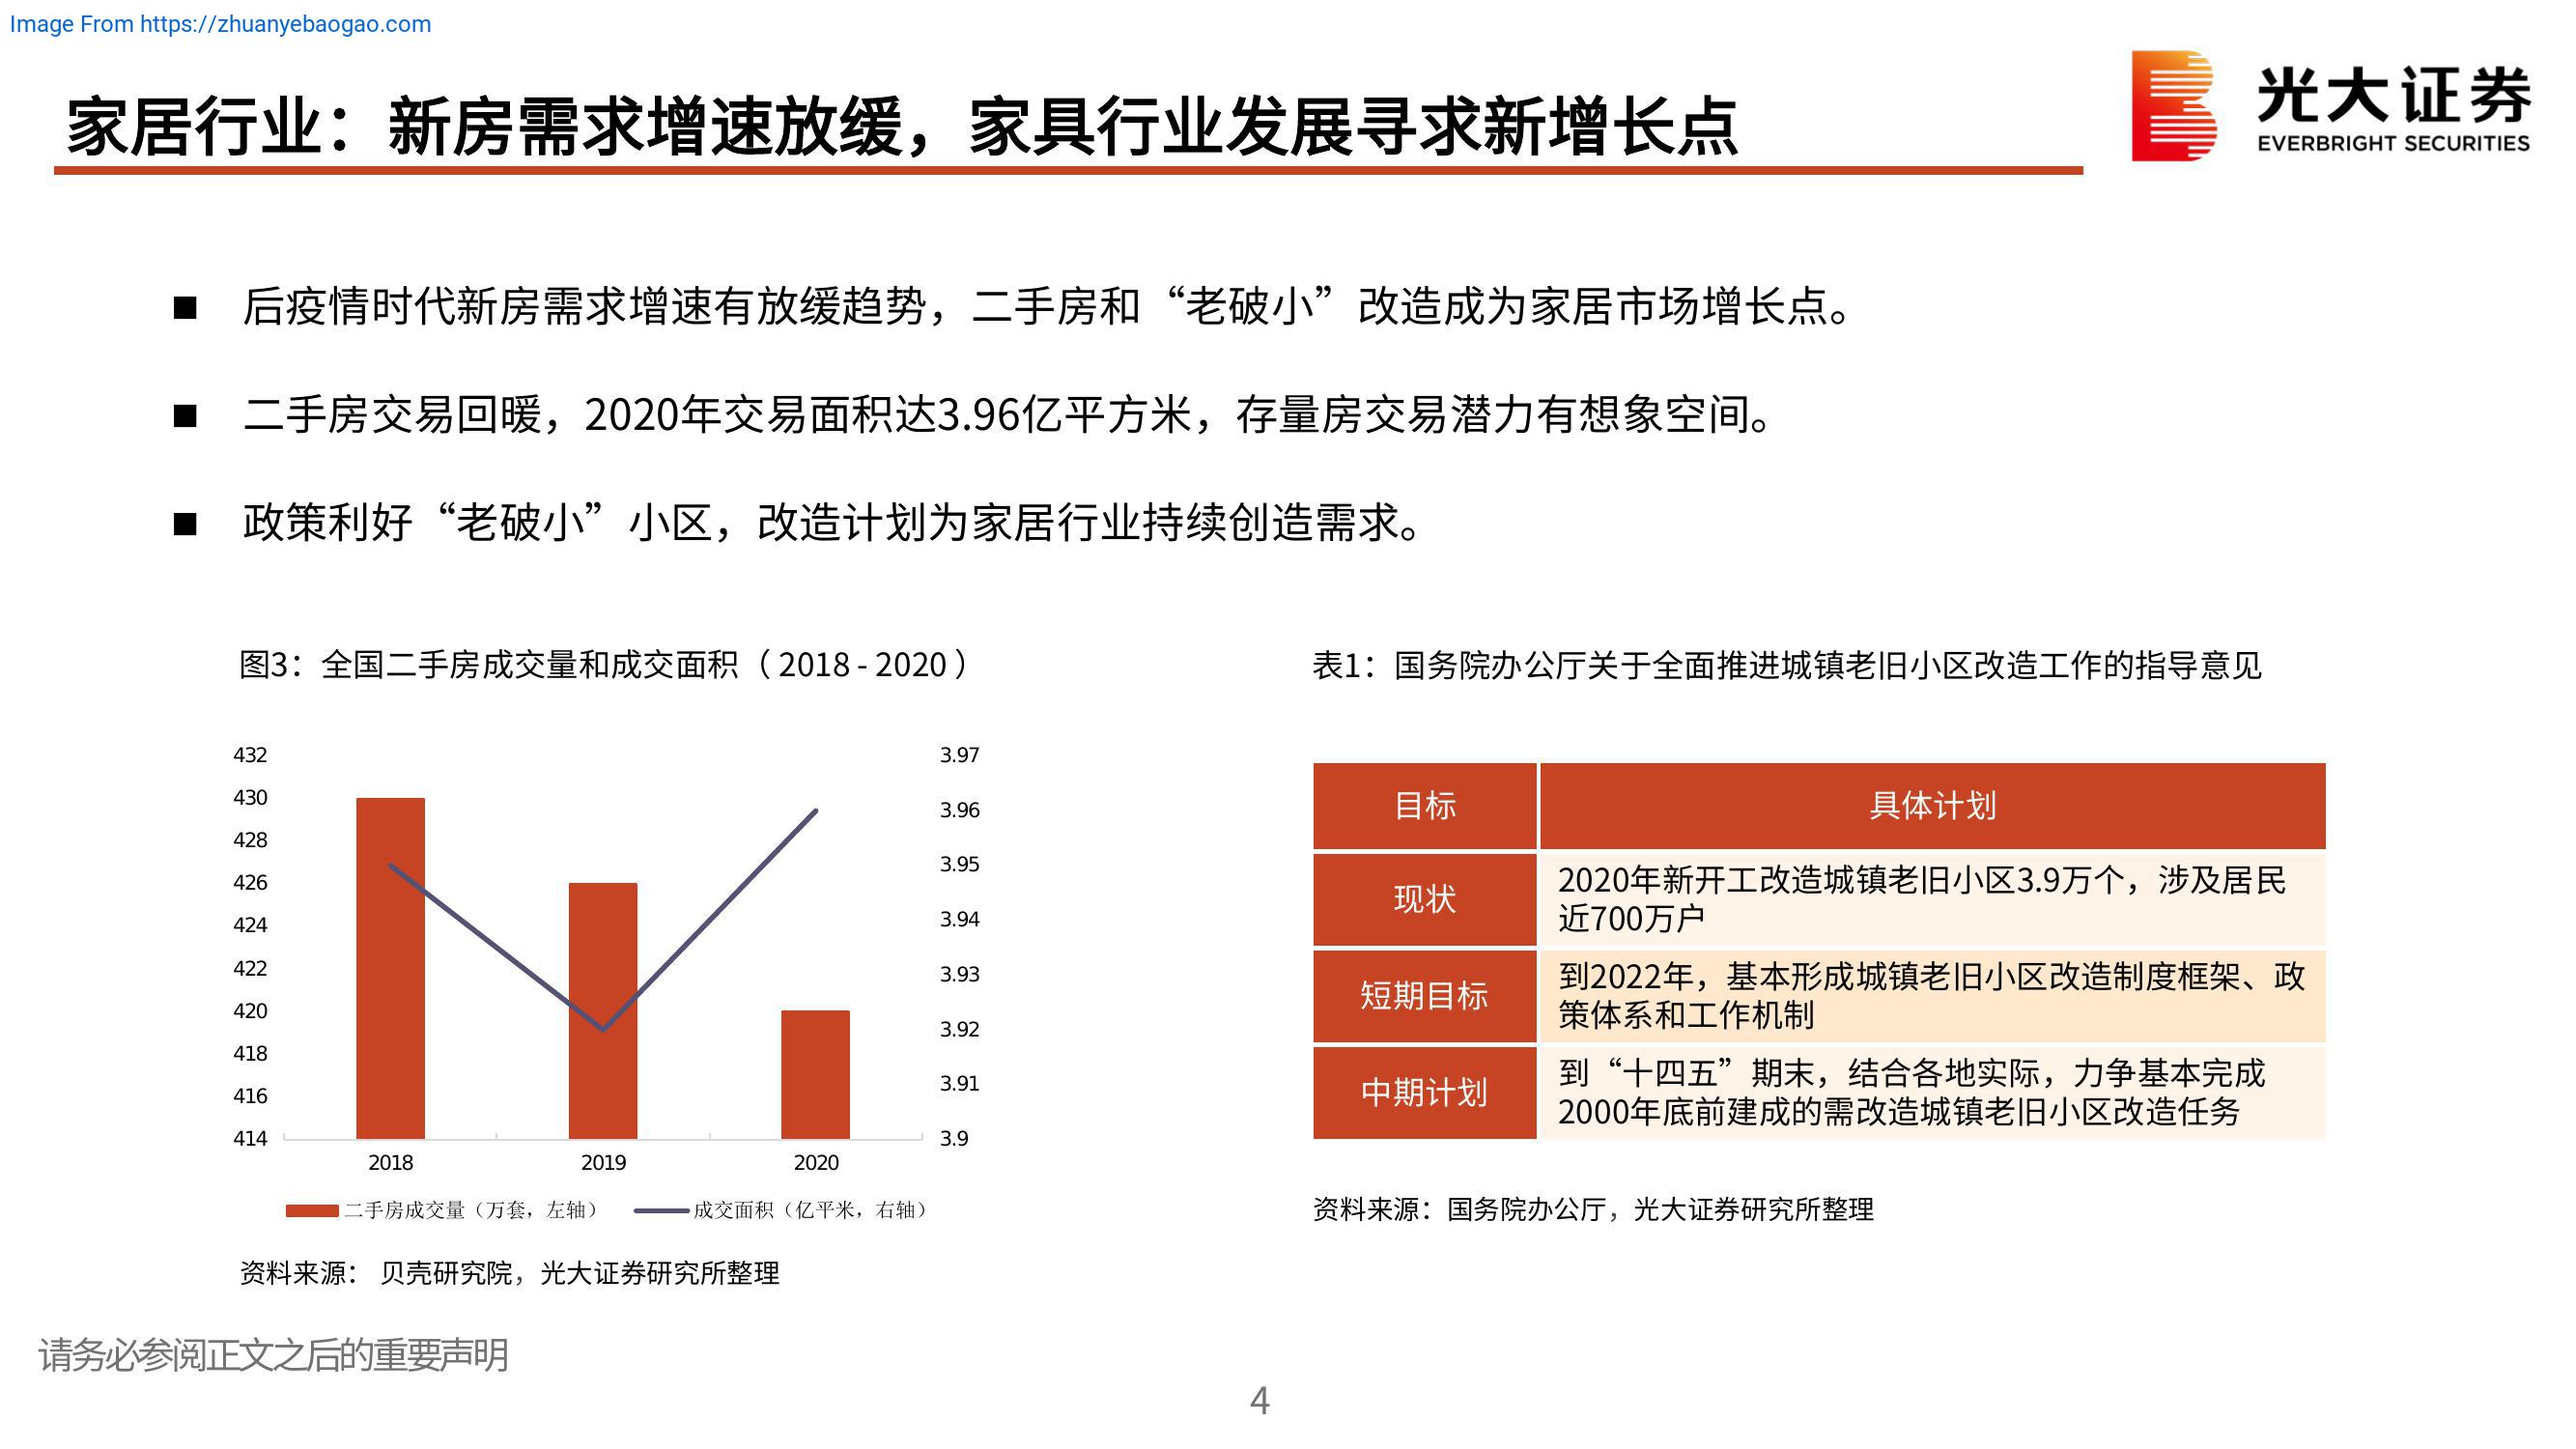 Image From https://zhuanyebaogao.com
家居行业：新房需求增速放缓，家具行业发展寻求新增长点
光大证券
EVERBRIGHT SECURITIES
■ 后疫情时代新房需求增速有放缓趋势，二手房和“老破小”改造成为家居市场增长点。
■ 二手房交易回暖，2020年交易面积达3.96亿平方米，存量房交易潜力有想象空间。
■ 政策利好“老破小”小区，改造计划为家居行业持续创造需求。
图3：全国二手房成交量和成交面积（2018-2020）
432
430
428
426
424
422
420
418
416
414
3.97
3.96
3.95
3.94
3.93
3.92
3.91
3.9
2018 2019 2020
二手房成交量（万套，左轴） 成交面积（亿平米，右轴）
资料来源： 贝壳研究院，光大证券研究所整理
表1：国务院办公厅关于全面推进城镇老旧小区改造工作的指导意见
目标 具体计划
现状
2020年新开工改造城镇老旧小区3.9万个，涉及居民
近700万户
短期目标
到2022年，基本形成城镇老旧小区改造制度框架、政
策体系和工作机制
中期计划
到“十四五”期末，结合各地实际，力争基本完成
2000年底前建成的需改造城镇老旧小区改造任务
资料来源：国务院办公厅，光大证券研究所整理
请务必参阅正文之后的重要声明
4